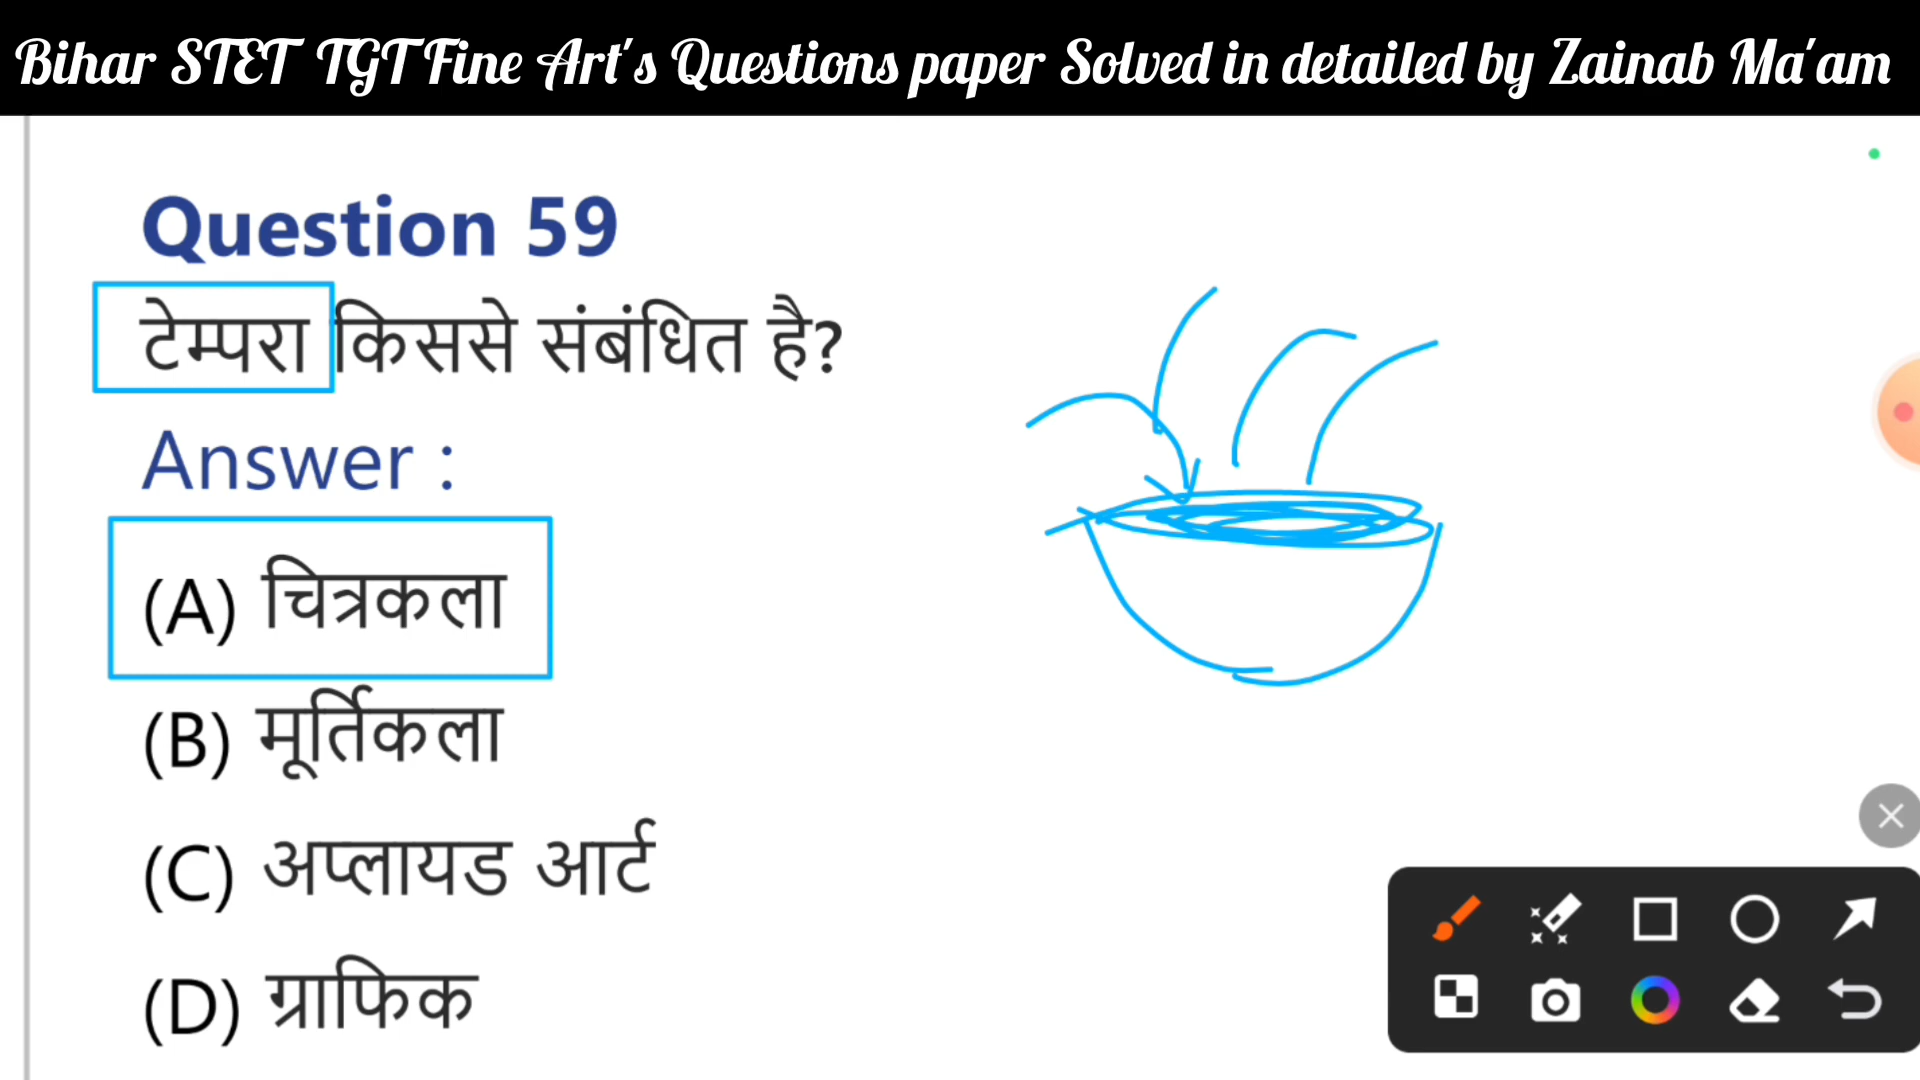 Bihar STET TGT Fine Art's Questions paper Solved in detailed by Zainab Ma'am
Question 59
टेम्परा किससे संबंधित है?
Answer :
(A) चित्रकला
(B) मूर्तिकला
(C) अप्लायड आर्ट
(D) ग्राफिक